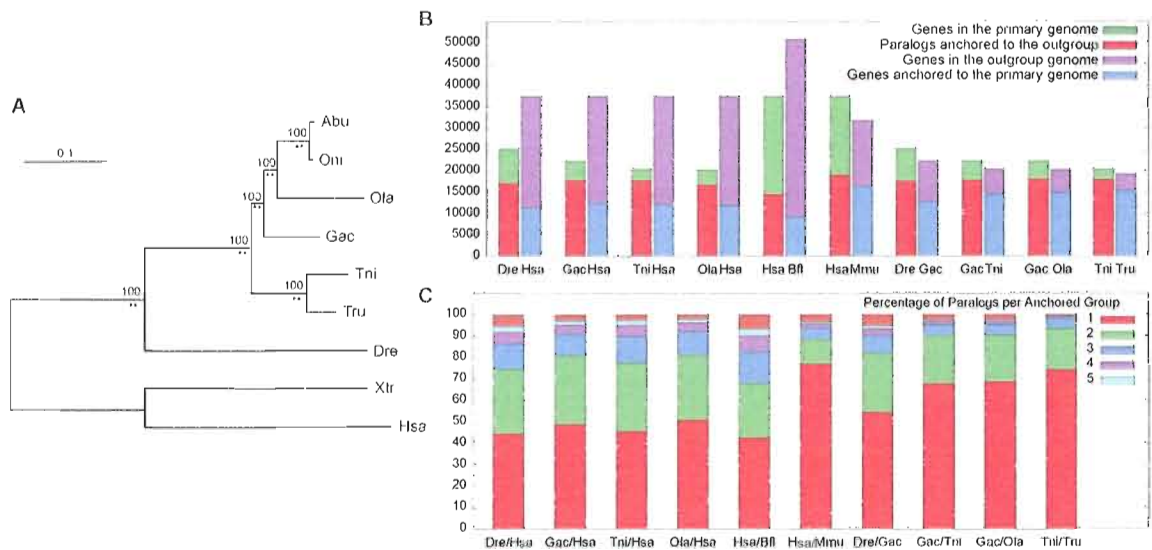 A
0.1
100
Abu
Oni
100
Ola
100
Gac
100
Tni
100
Tru
100
Dre
Xtr
Hsa
B
Genes in the primary genome
Paralogs anchored to the outgroup
Genes in the outgroup genome
Genes anchored to the primary genome
50000
45000
40000
35000
30000
25000
20000
15000
10000
5000
0
Dre Hsa
Gac Hsa
Tni Hsa
Ola Hsa
Hsa Bfl
Hsa Mmu
Dre Gac
Gac Tni
Gac Ola
Tni Tru
C
Percentage of Paralogs per Anchored Group
1
2
3
4
5
100
90
80
70
60
50
40
30
20
10
0
Dre/Hsa
Gac/Hsa
Tni/Hsa
Ola/Hsa
Hsa/Bfl
Hsa/Mmu
Dre/Gac
Gac/Tni
Gac/Ola
Tni/Tru